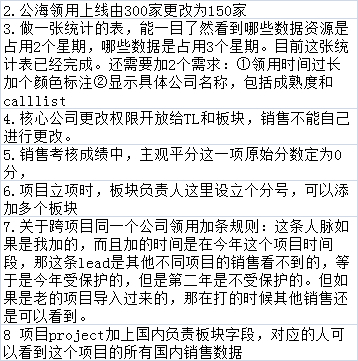 2. 公海领用上线由300家更改为150家
3. 做一张统计的表，能一目了然看到哪些数据资源是
占用2个星期，哪些数据是占用3个星期。目前这张统
计表已经完成。还需要加2个需求：①领用时间过长
加个颜色标注②显示具体公司名称，包括成熟度和
calllist
4. 核心公司更改权限开放给TL和板块，销售不能自己
进行更改。
5. 销售考核成绩中，主观平分这一项原始分数定为0
分，
6. 项目立项时，板块负责人这里设立个分号，可以添
加多个板块
7. 关于跨项目同一个公司领用加条规则：这条人脉如
果是我加的，而且加的时间是在今年这个项目时间
段，那这条lead是其他不同项目的销售看不到的，等
于是今年受保护的，但是第二年是不受保护的。但如
果是老的项目导入过来的，那在打的时候其他销售还
是可以看到。
8 项目project加上国内负责板块字段，对应的人可
以看到这个项目的所有国内销售数据